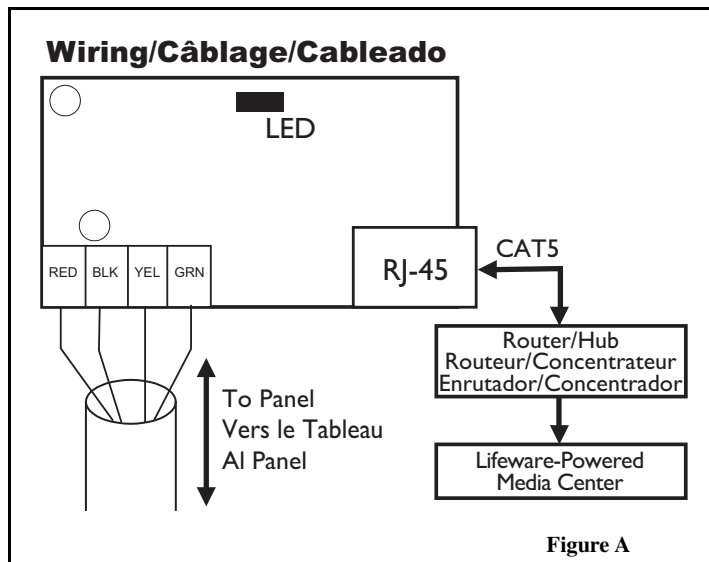 Wiring/Câblage/Cableado
LED
RED BLK YEL GRN
RJ-45
CAT5
Router/Hub
Routeur/Concentrateur
Enrutador/Concentrador
To Panel
Vers le Tableau
Al Panel
Lifeware-Powered
Media Center
Figure A